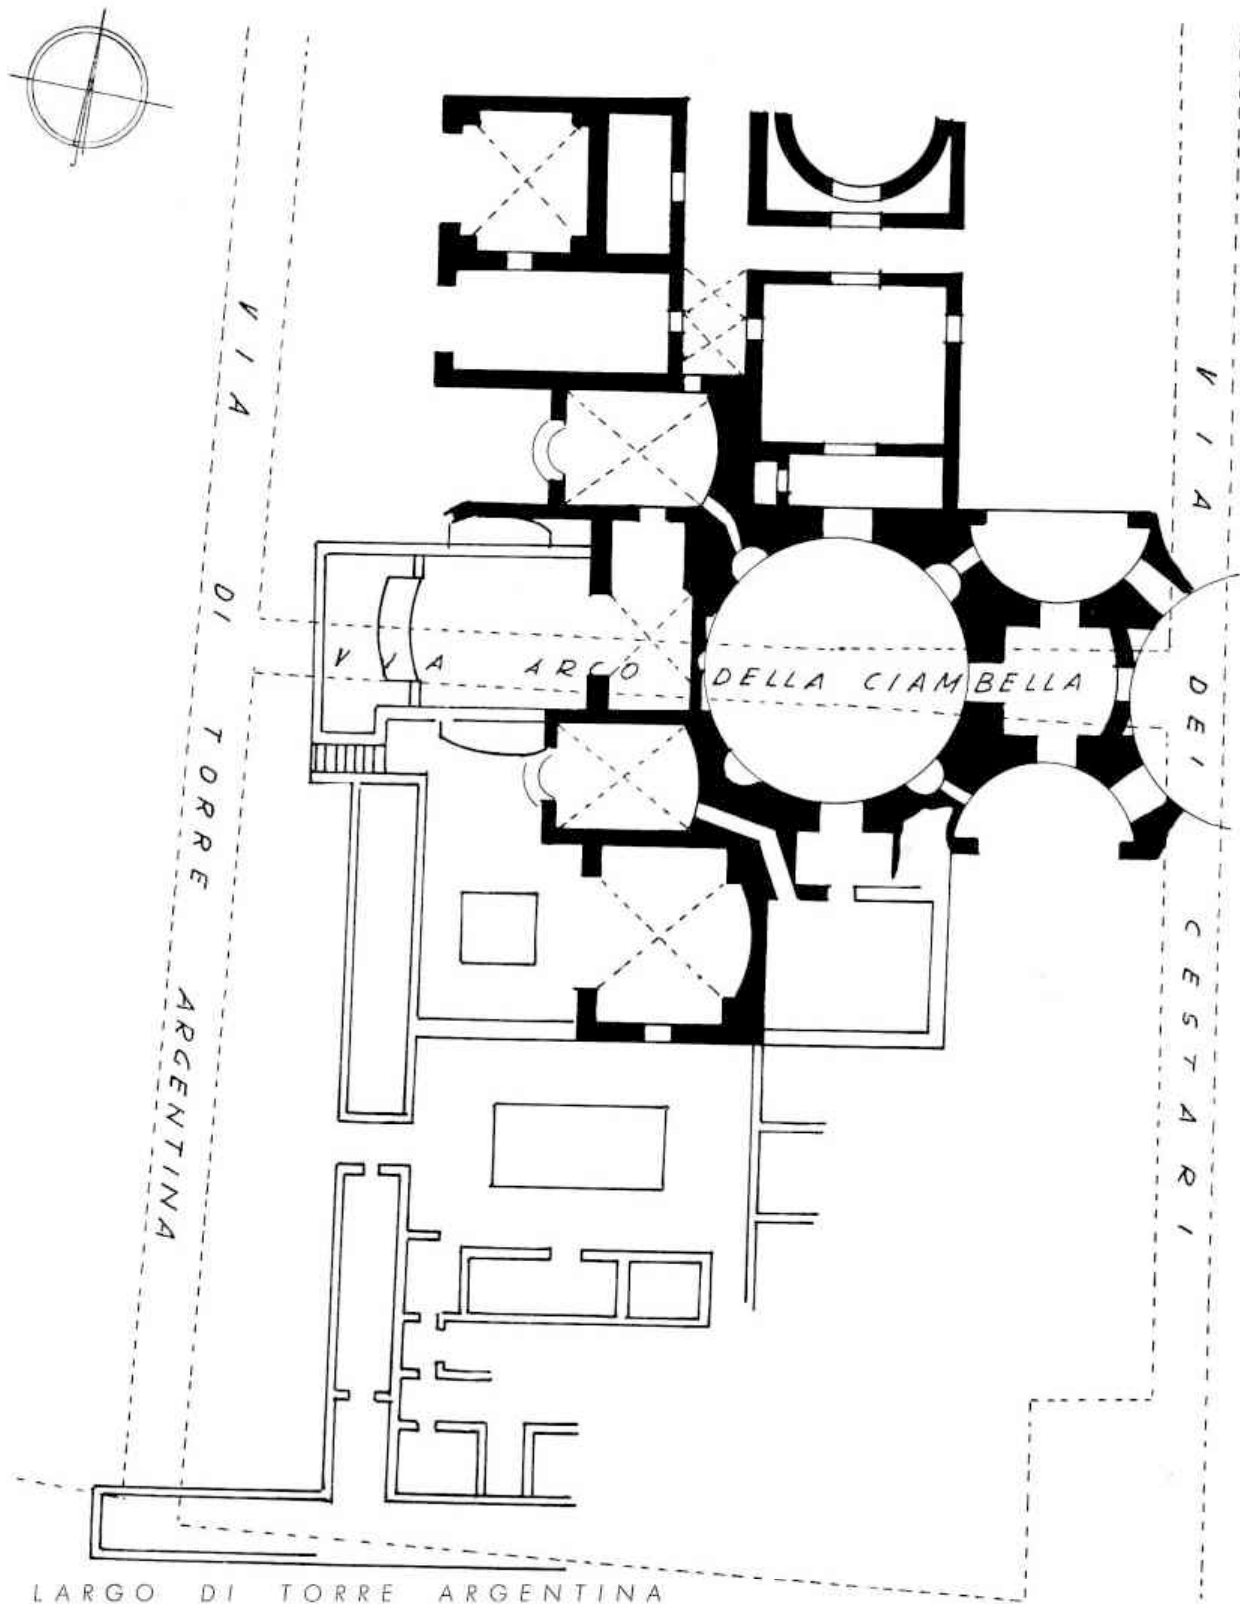 VIA DI TORRE ARGENTINA
VIA ARCO DELLA CIAMBELLA
VIA DEI CESTARI
LARGO DI TORRE ARGENTINA